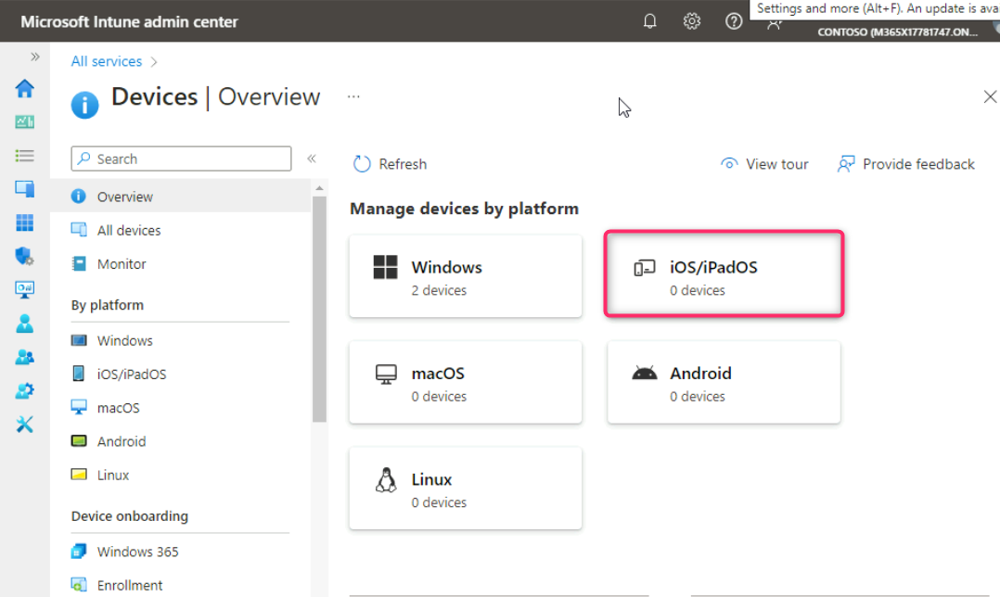 Microsoft Intune admin center
Settings and more (Alt+F). An update is ava
CONTOSO (M365X17781747.ON...
All services
Devices | Overview
...
Search
Refresh
View tour
Provide feedback
Overview
All devices
Monitor
By platform
Windows
iOS/iPadOS
macOS
Android
Linux
Device onboarding
Windows 365
Enrollment
Manage devices by platform
Windows
2 devices
iOS/iPadOS
0 devices
macOS
0 devices
Android
0 devices
Linux
0 devices